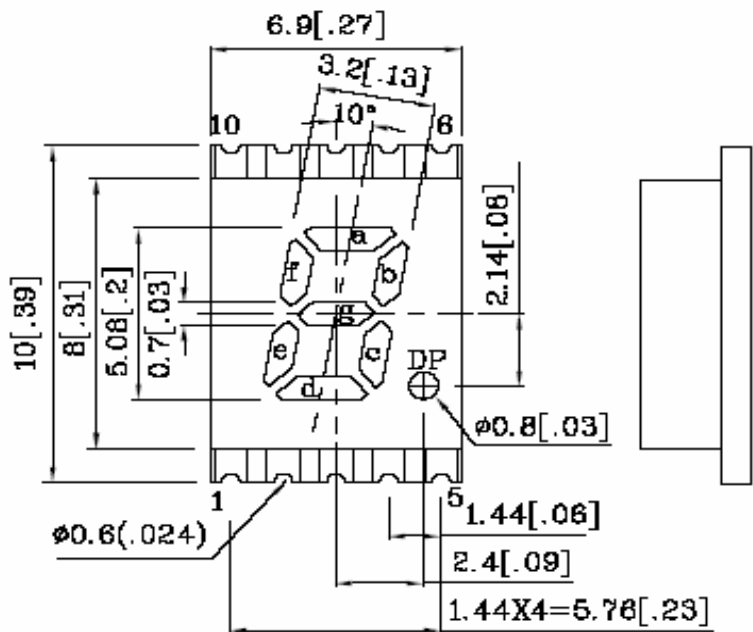 6.9[.27]
3.2[.13]
10°
10
6
a
f
b
g
e
c
d
DP
10[.39]
8[.31]
5.08[.2]
0.7[.03]
2.14[.08]
ø0.8[.03]
1
5
ø0.6(.024)
1.44[.06]
2.4[.09]
1.44X4=5.76[.23]